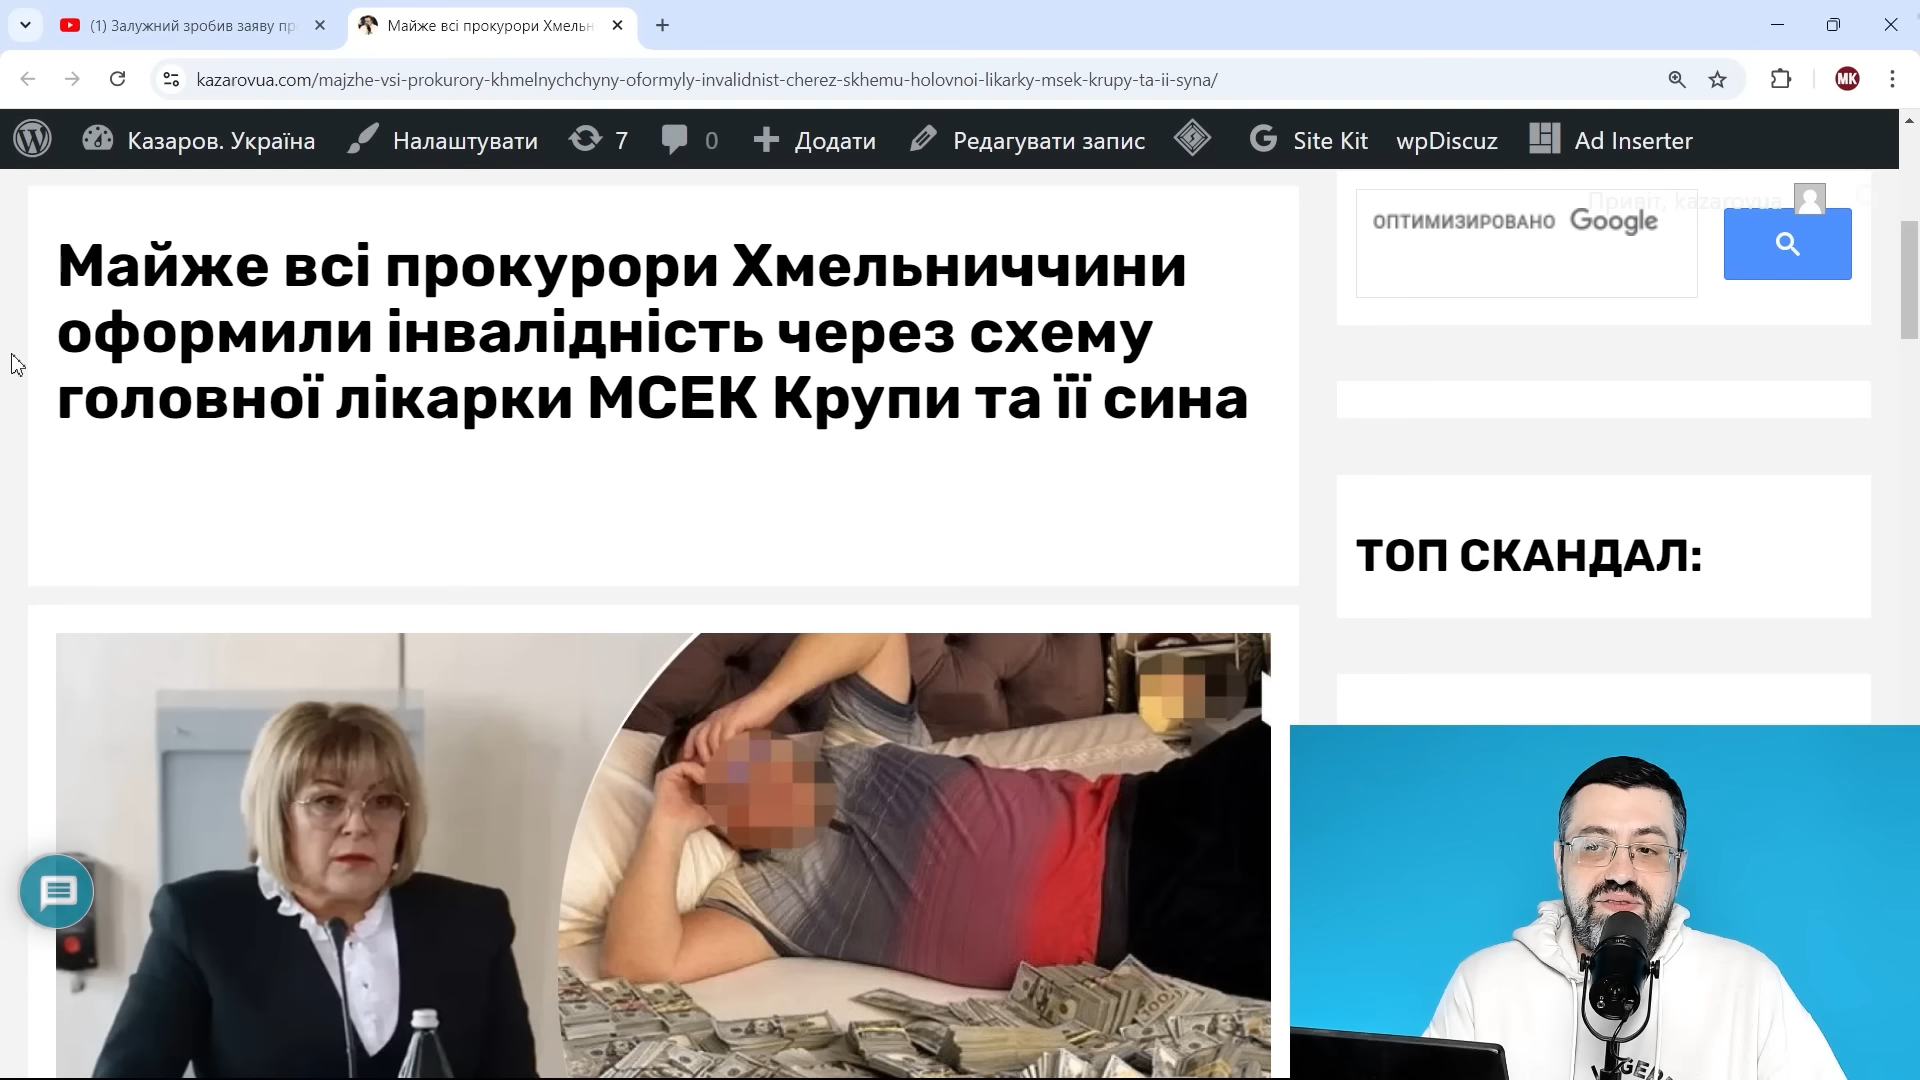 (1) Залужний зробив заяву пр
Майже всі прокурори Хмельн
kazarovua.com/majzhe-vsi-prokurory-khmelnychchyny-oformyly-invalidnist-cherez-skhemu-holovnoi-likarky-msek-krupy-ta-ii-syna/
MK
Казаров. Україна
Налаштувати
7
0
Додати
Редагувати запис
Site Kit
wpDiscuz
Ad Inserter
Привіт, kazarovua
Майже всі прокурори Хмельниччини
оформили інвалідність через схему
головної лікарки МСЕК Крупи та її сина
ОПТИМИЗИРОВАНО Google
ТОП СКАНДАЛ: